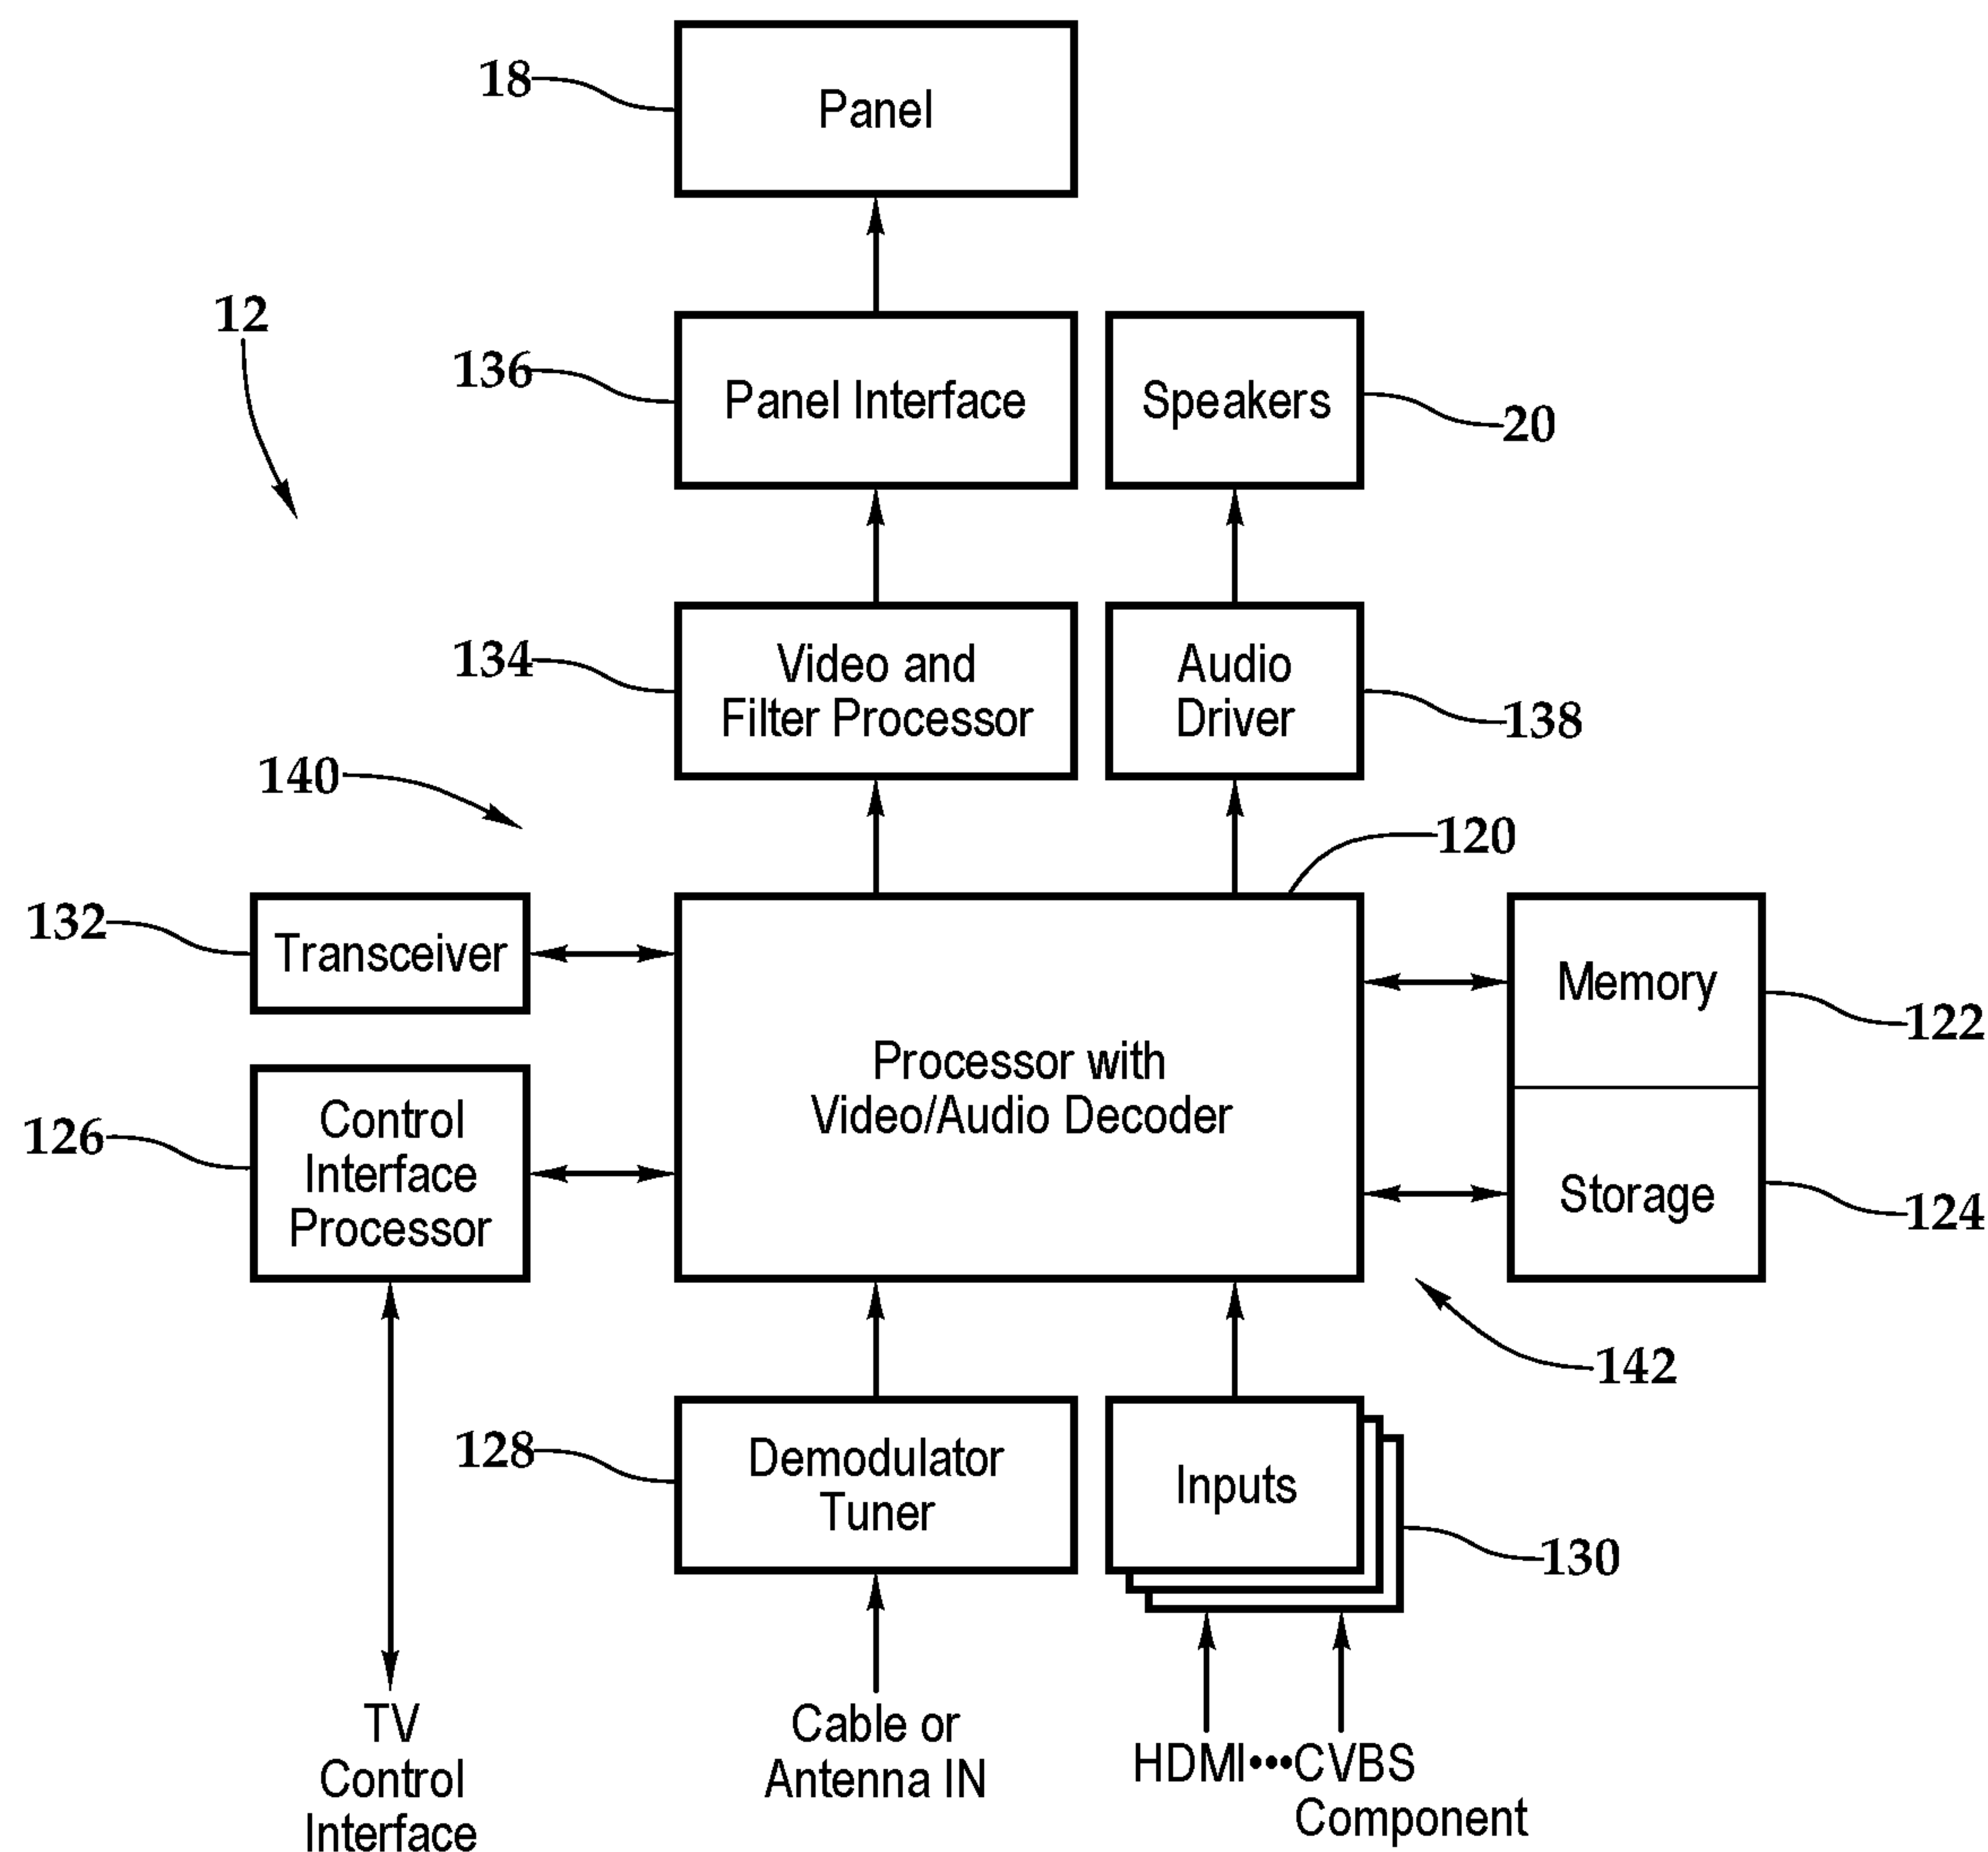 18
Panel
12
136
Panel Interface
Speakers
20
134
Video and
Filter Processor
Audio
Driver
138
140
120
132
Transceiver
Memory
122
Processor with
Video/Audio Decoder
126
Control
Interface
Processor
Storage
124
142
128
Demodulator
Tuner
Inputs
130
TV
Control
Interface
Cable or
Antenna IN
HDMI•••CVBS
Component